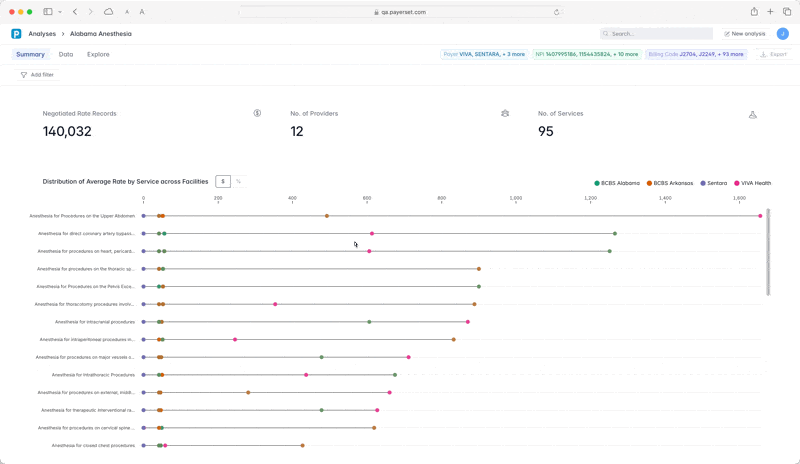 qa.payerset.com
A A
P Analyses > Alabama Anesthesia
Search...
New analysis
J
Summary Data Explore
Payer VIVA, SENTARA, + 3 more
NPI 1407995186, 1154435824, + 10 more
Billing Code J2704, J2249, + 93 more
Export
Add filter
Negotiated Rate Records
140,032
No. of Providers
12
No. of Services
95
Distribution of Average Rate by Service across Facilities
$ %
BCBS Alabama BCBS Arkansas Sentara VIVA Health
0 200 400 600 800 1,000 1,200 1,400 1,600
Anesthesia for Procedures on the Upper Abdomen
Anesthesia for direct coronary artery bypass...
Anesthesia for procedures on heart, pericard...
Anesthesia for procedures on the thoracic sp...
Anesthesia for Procedures on the Pelvis Exce...
Anesthesia for thoracotomy procedures involvi...
Anesthesia for intracranial procedures
Anesthesia for intraperitoneal procedures in...
Anesthesia for procedures on major vessels o...
Anesthesia for Intrathoracic Procedures
Anesthesia for procedures on external, middl...
Anesthesia for therapeutic interventional ra...
Anesthesia for procedures on cervical spine ...
Anesthesia for closed chest procedures